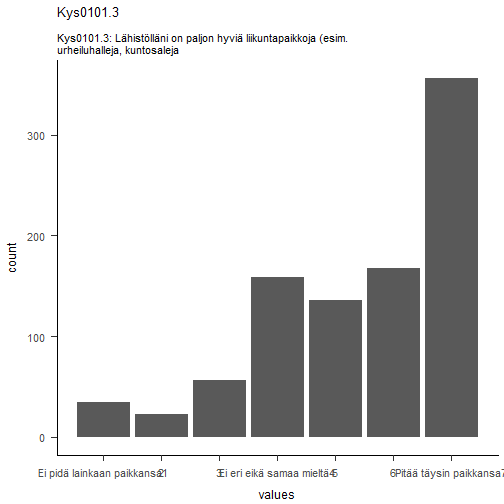 Kys0101.3
Kys0101.3: Lähistölläni on paljon hyviä liikuntapaikkoja (esim.
urheiluhalleja, kuntosaleja
300
200
100
0
count
Ei pidä lainkaan paikkansa1 2 3 Ei eri eikä samaa mieltä4 5 6 Pitää täysin paikkansa7
values